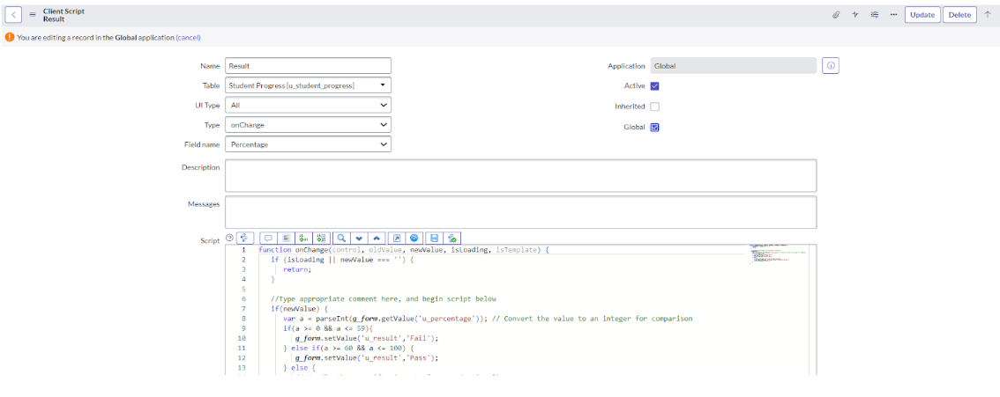 Client Script
Result
Update
Delete
You are editing a record in the Global application (cancel)
Name
Result
Application
Global
Table
Student Progress [u_student_progress]
Active
UI Type
All
Inherited
Type
onChange
Global
Field name
Percentage
Description
Messages
Script
1 function onChange(control, oldValue, newValue, isLoading, isTemplate) {
2 if (isLoading || newValue === '') {
3 return;
4 }
5
6 //Type appropriate comment here, and begin script below
7 if(newValue) {
8 var a = parseInt(g_form.getValue('u_percentage')); // Convert the value to an integer for comparison
9 if(a >= 0 && a <= 59){
10 g_form.setValue('u_result','Fail');
11 } else if(a >= 60 && a <= 100) {
12 g_form.setValue('u_result','Pass');
13 } else {